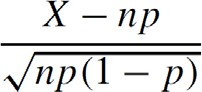 X − np
√np(1 − p)